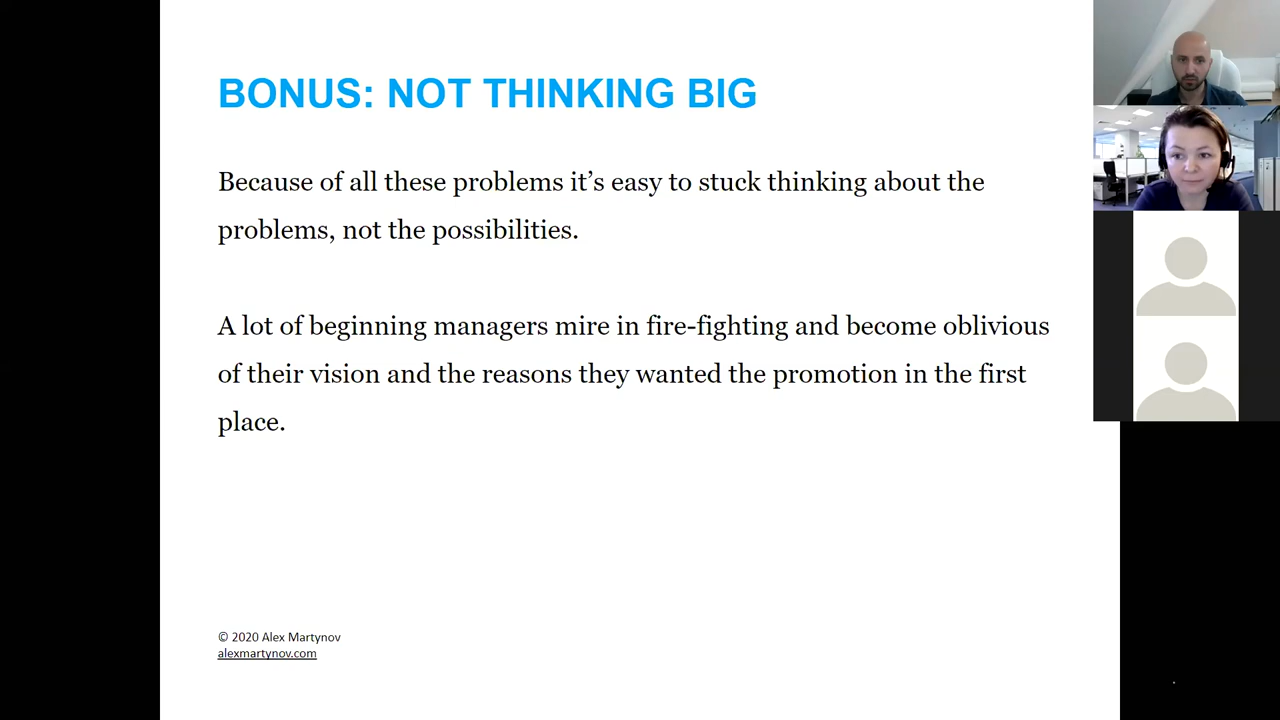 BONUS: NOT THINKING BIG
Because of all these problems it’s easy to stuck thinking about the
problems, not the possibilities.
A lot of beginning managers mire in fire-fighting and become oblivious
of their vision and the reasons they wanted the promotion in the first
place.
© 2020 Alex Martynov
alexmartynov.com